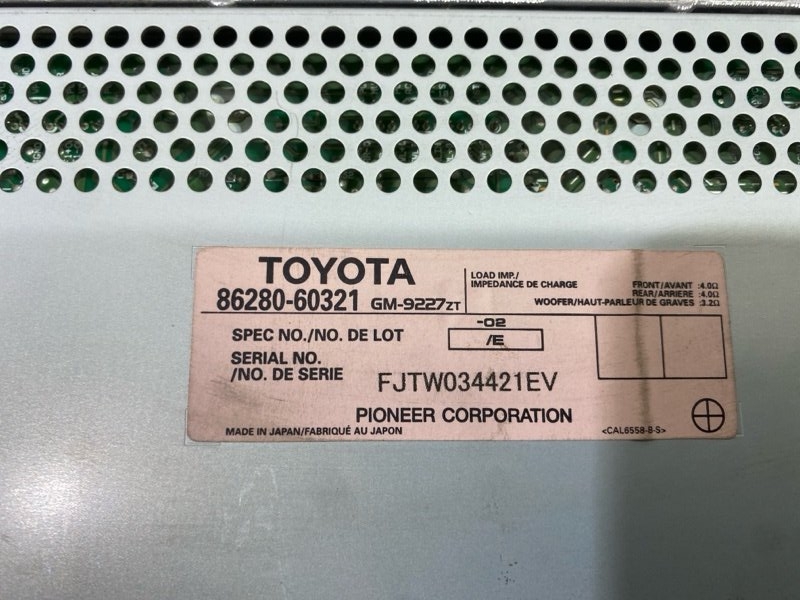 TOYOTA
86280-60321 GM-9227ZT
LOAD IMP./
IMPEDANCE DE CHARGE
FRONT/AVANT :4.0Ω
REAR/ARRIERE :4.0Ω
WOOFER/HAUT-PARLEUR DE GRAVES :3.2Ω
SPEC NO./NO. DE LOT
-02
/E
SERIAL NO.
/NO. DE SERIE
FJTW034421EV
PIONEER CORPORATION
MADE IN JAPAN/FABRIQUÉ AU JAPON
<CAL6558-B-S>